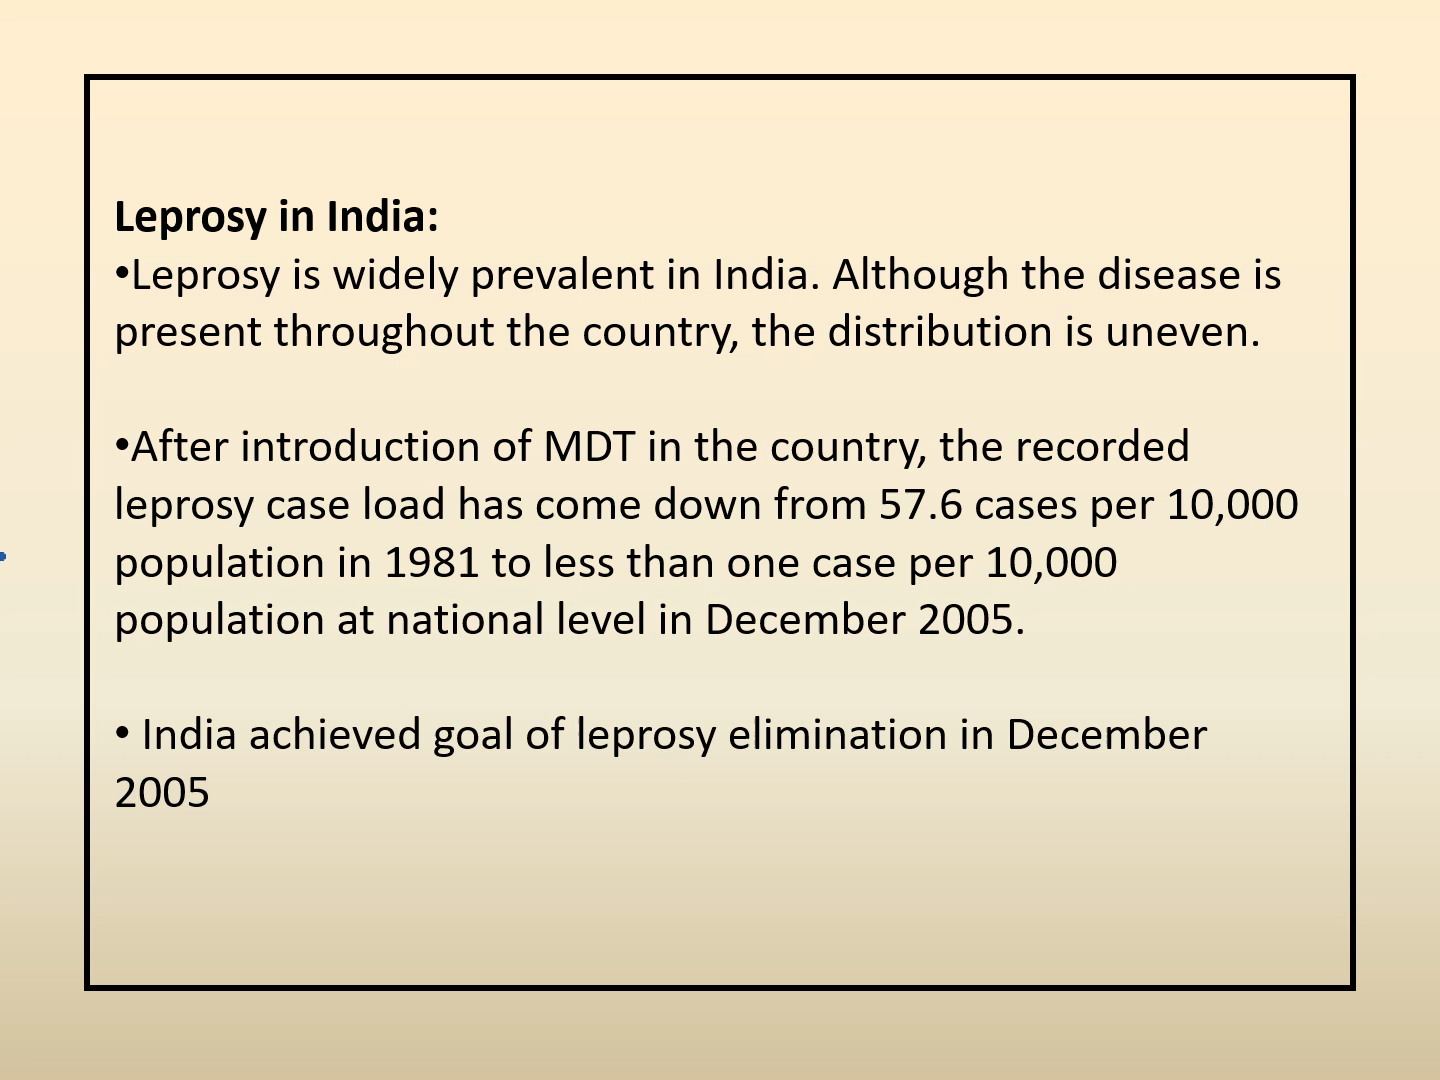 Leprosy in India:
•Leprosy is widely prevalent in India. Although the disease is
present throughout the country, the distribution is uneven.
•After introduction of MDT in the country, the recorded
leprosy case load has come down from 57.6 cases per 10,000
population in 1981 to less than one case per 10,000
population at national level in December 2005.
• India achieved goal of leprosy elimination in December
2005